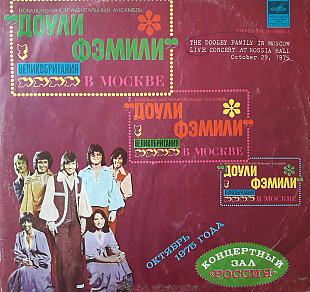 ВОКАЛЬНО-ИНСТРУМЕНТАЛЬНЫЙ АНСАМБЛЬ
"ДОУЛИ
ФЭМИЛИ"
ВЕЛИКОБРИТАНИЯ
В МОСКВЕ
THE DOOLEY FAMILY IN MOSCOW
LIVE CONCERT AT ROSSIA HALL
October 29, 1975
"ДОУЛИ
ФЭМИЛИ"
ВЕЛИКОБРИТАНИЯ
В МОСКВЕ
"ДОУЛИ
ФЭМИЛИ"
ВЕЛИКОБРИТАНИЯ
В МОСКВЕ
ОКТЯБРЬ
1975 ГОДА
КОНЦЕРТНЫЙ
ЗАЛ
«РОССИЯ»